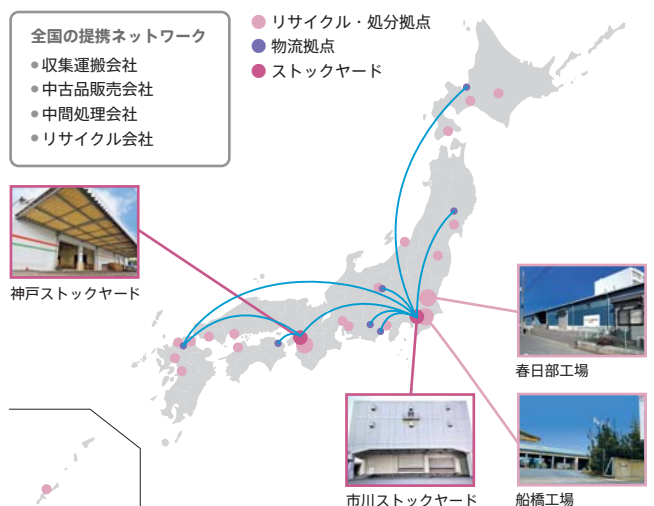 全国の提携ネットワーク
●収集運搬会社
●中古品販売会社
●中間処理会社
●リサイクル会社
リサイクル・処分拠点
物流拠点
ストックヤード
神戸ストックヤード
春日部工場
市川ストックヤード
船橋工場